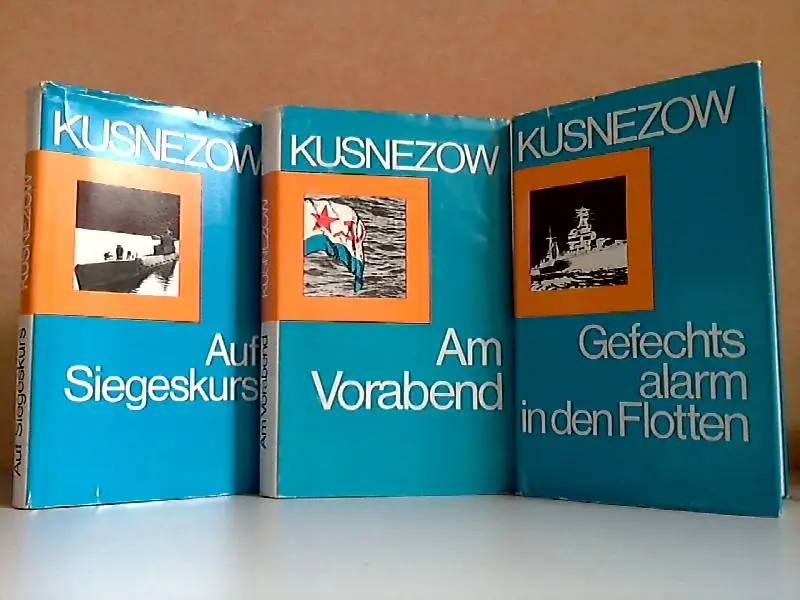 KUSNEZOW
Auf
Siegeskurs
KUSNEZOW
Auf Siegeskurs
KUSNEZOW
Am
Vorabend
KUSNEZOW
Am Vorabend
KUSNEZOW
Gefechts
alarm
in den Flotten